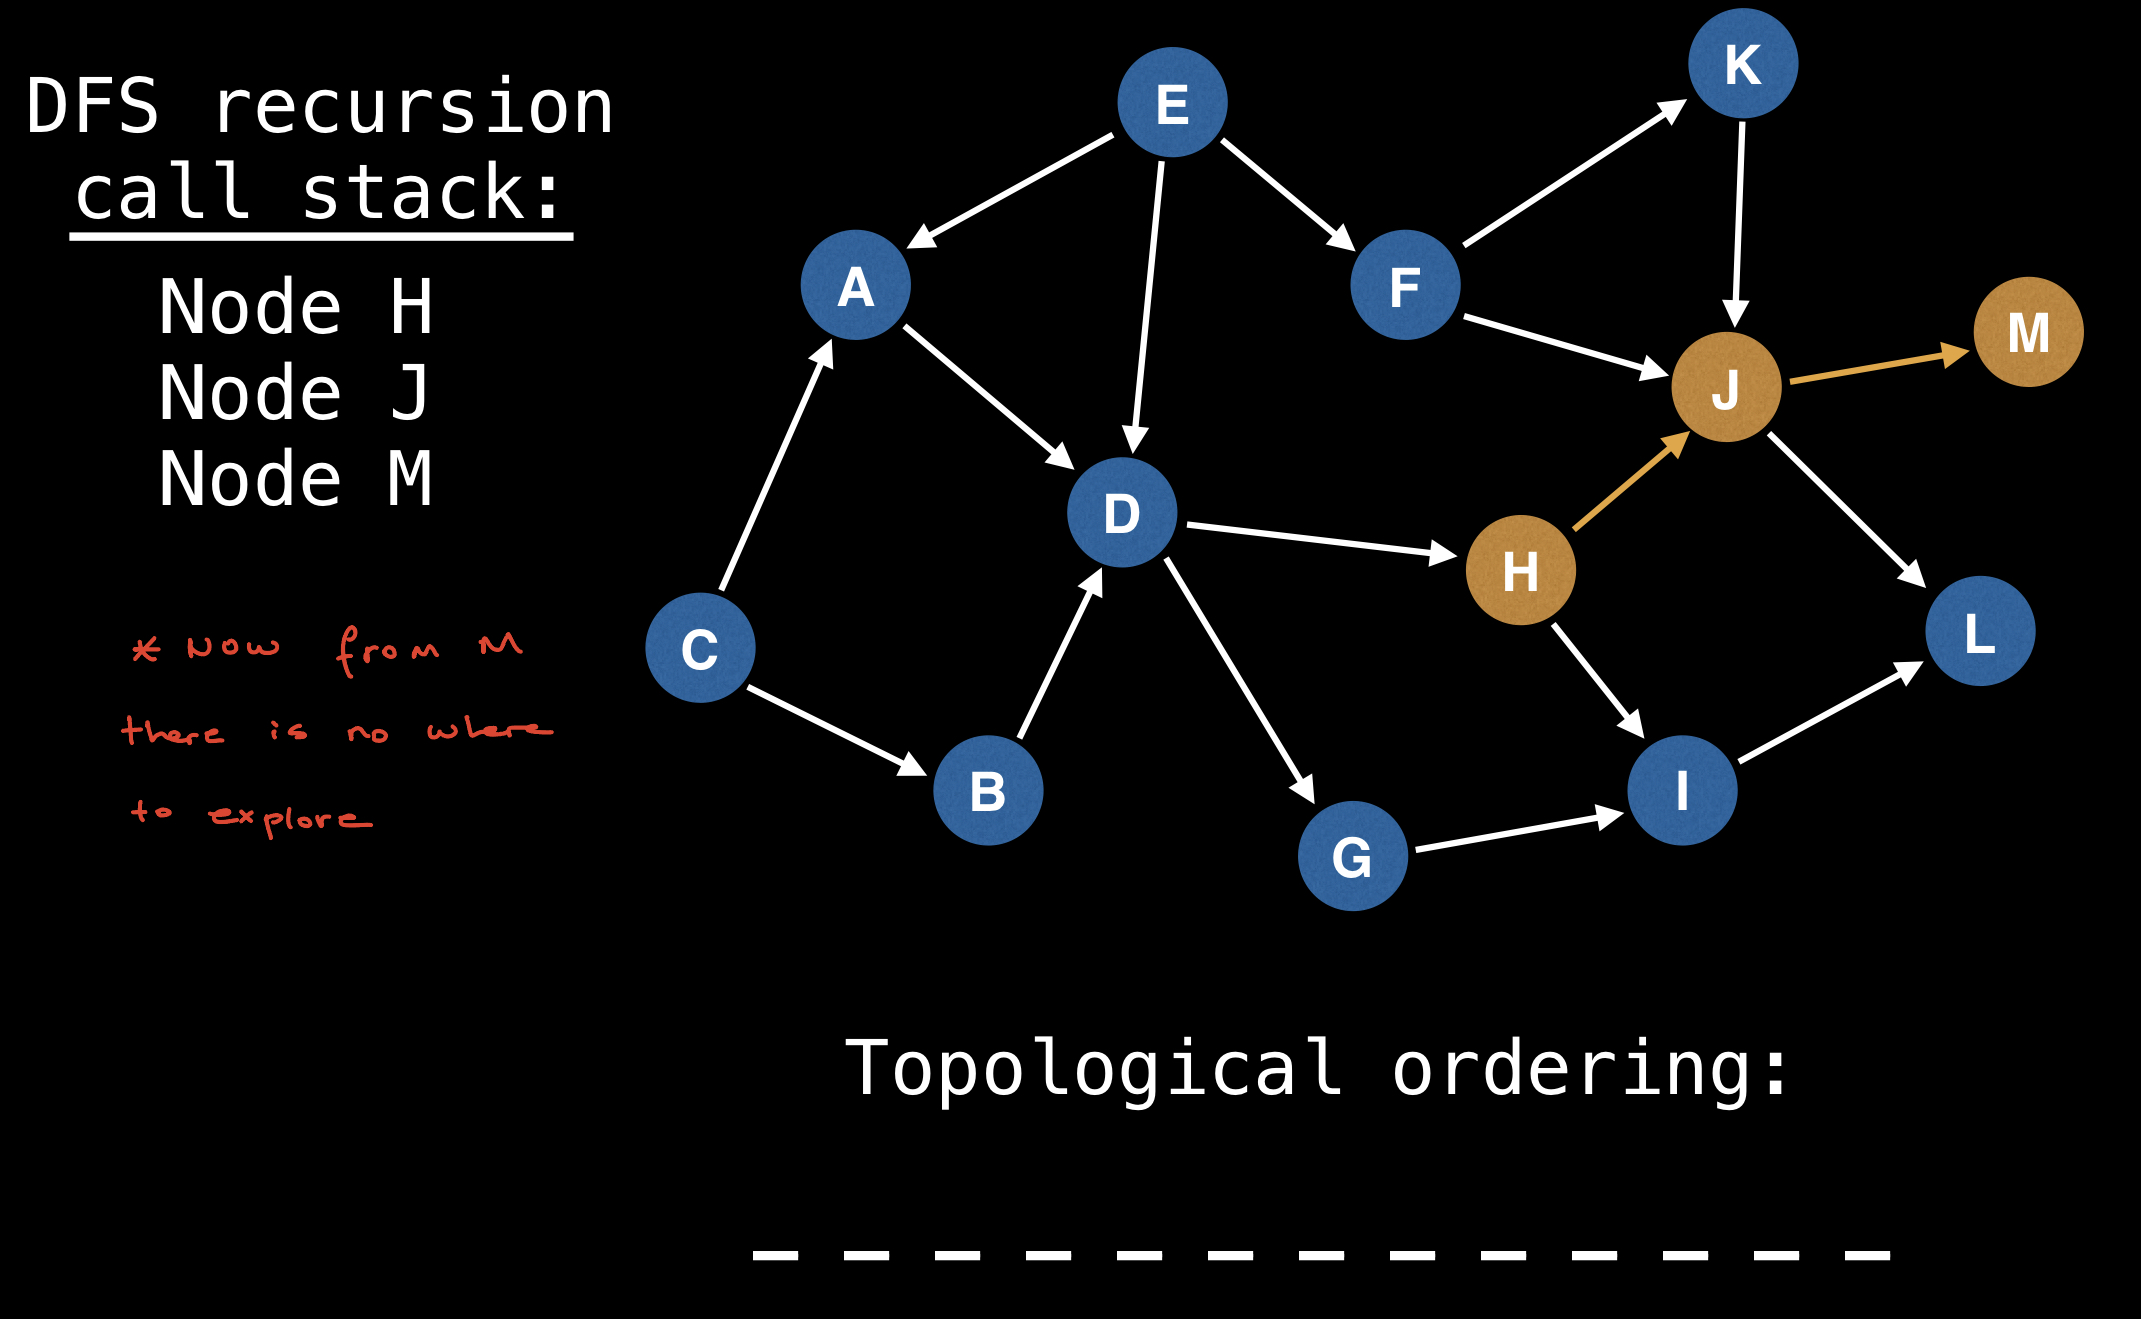 DFS recursion
call stack:
Node H
Node J
Node M
* Now from M
there is no where
to explore
E
K
A
F
M
J
D
H
C
L
B
I
G
Topological ordering: